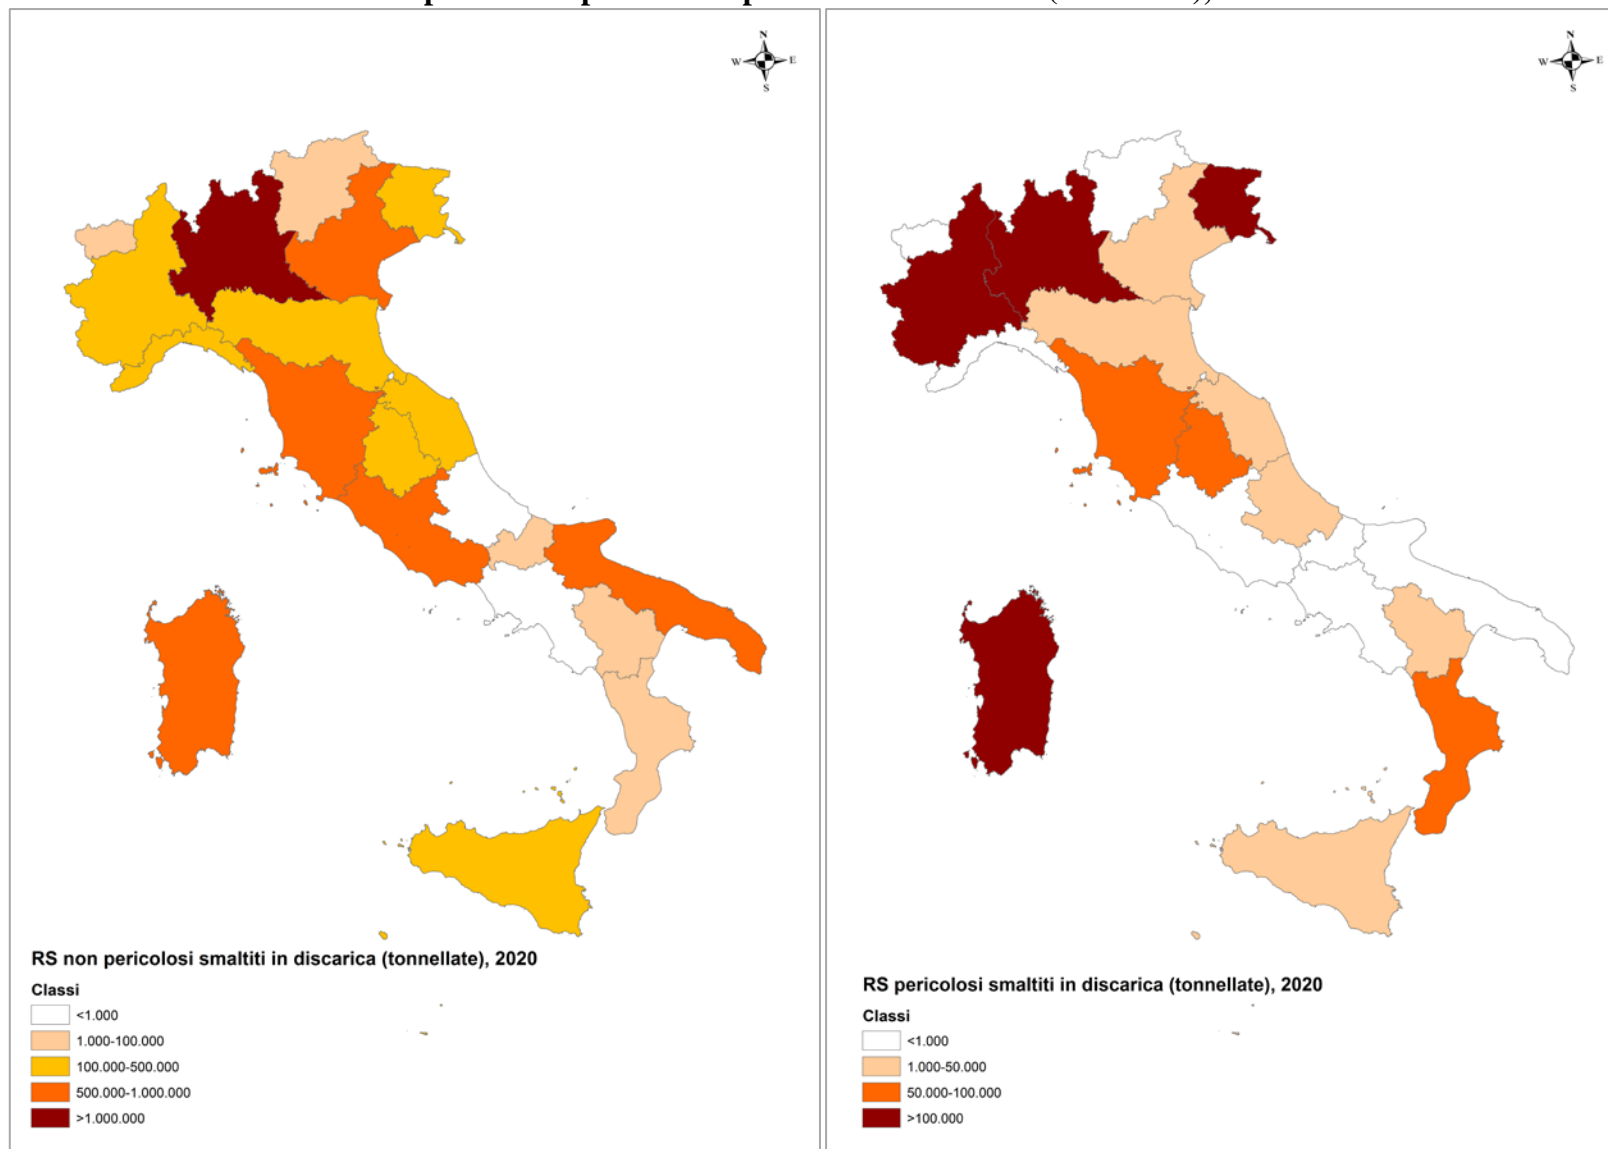 N
W E
S
RS non pericolosi smaltiti in discarica (tonnellate), 2020
Classi
<1.000
1.000-100.000
100.000-500.000
500.000-1.000.000
>1.000.000
N
W E
S
RS pericolosi smaltiti in discarica (tonnellate), 2020
Classi
<1.000
1.000-50.000
50.000-100.000
>100.000